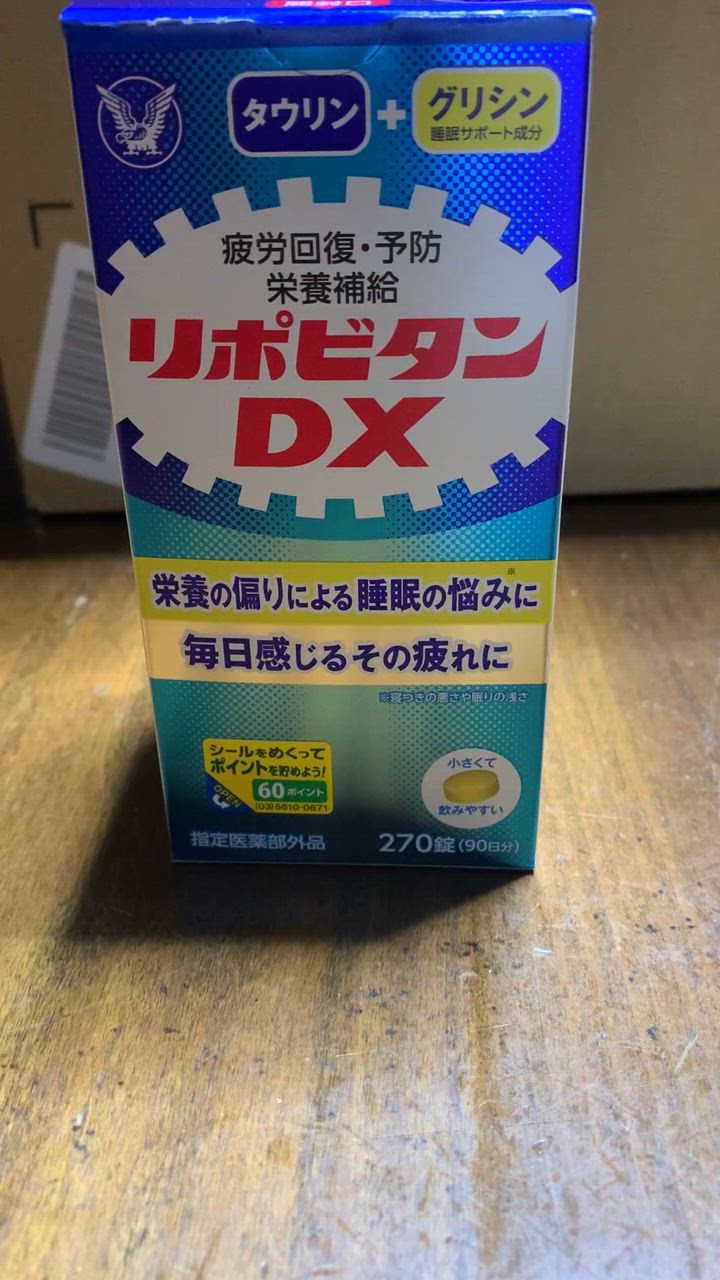 開封口
タウリン + グリシン
睡眠サポート成分
疲労回復・予防
栄養補給
リポビタン
DX
栄養の偏りによる睡眠の悩みに※
毎日感じるその疲れに
※寝つきの悪さや眠りの浅さ
シールをめくって
ポイントを貯めよう!
60ポイント
OPEN
(03)5610-0671
小さくて
飲みやすい
指定医薬部外品
270錠(90日分)